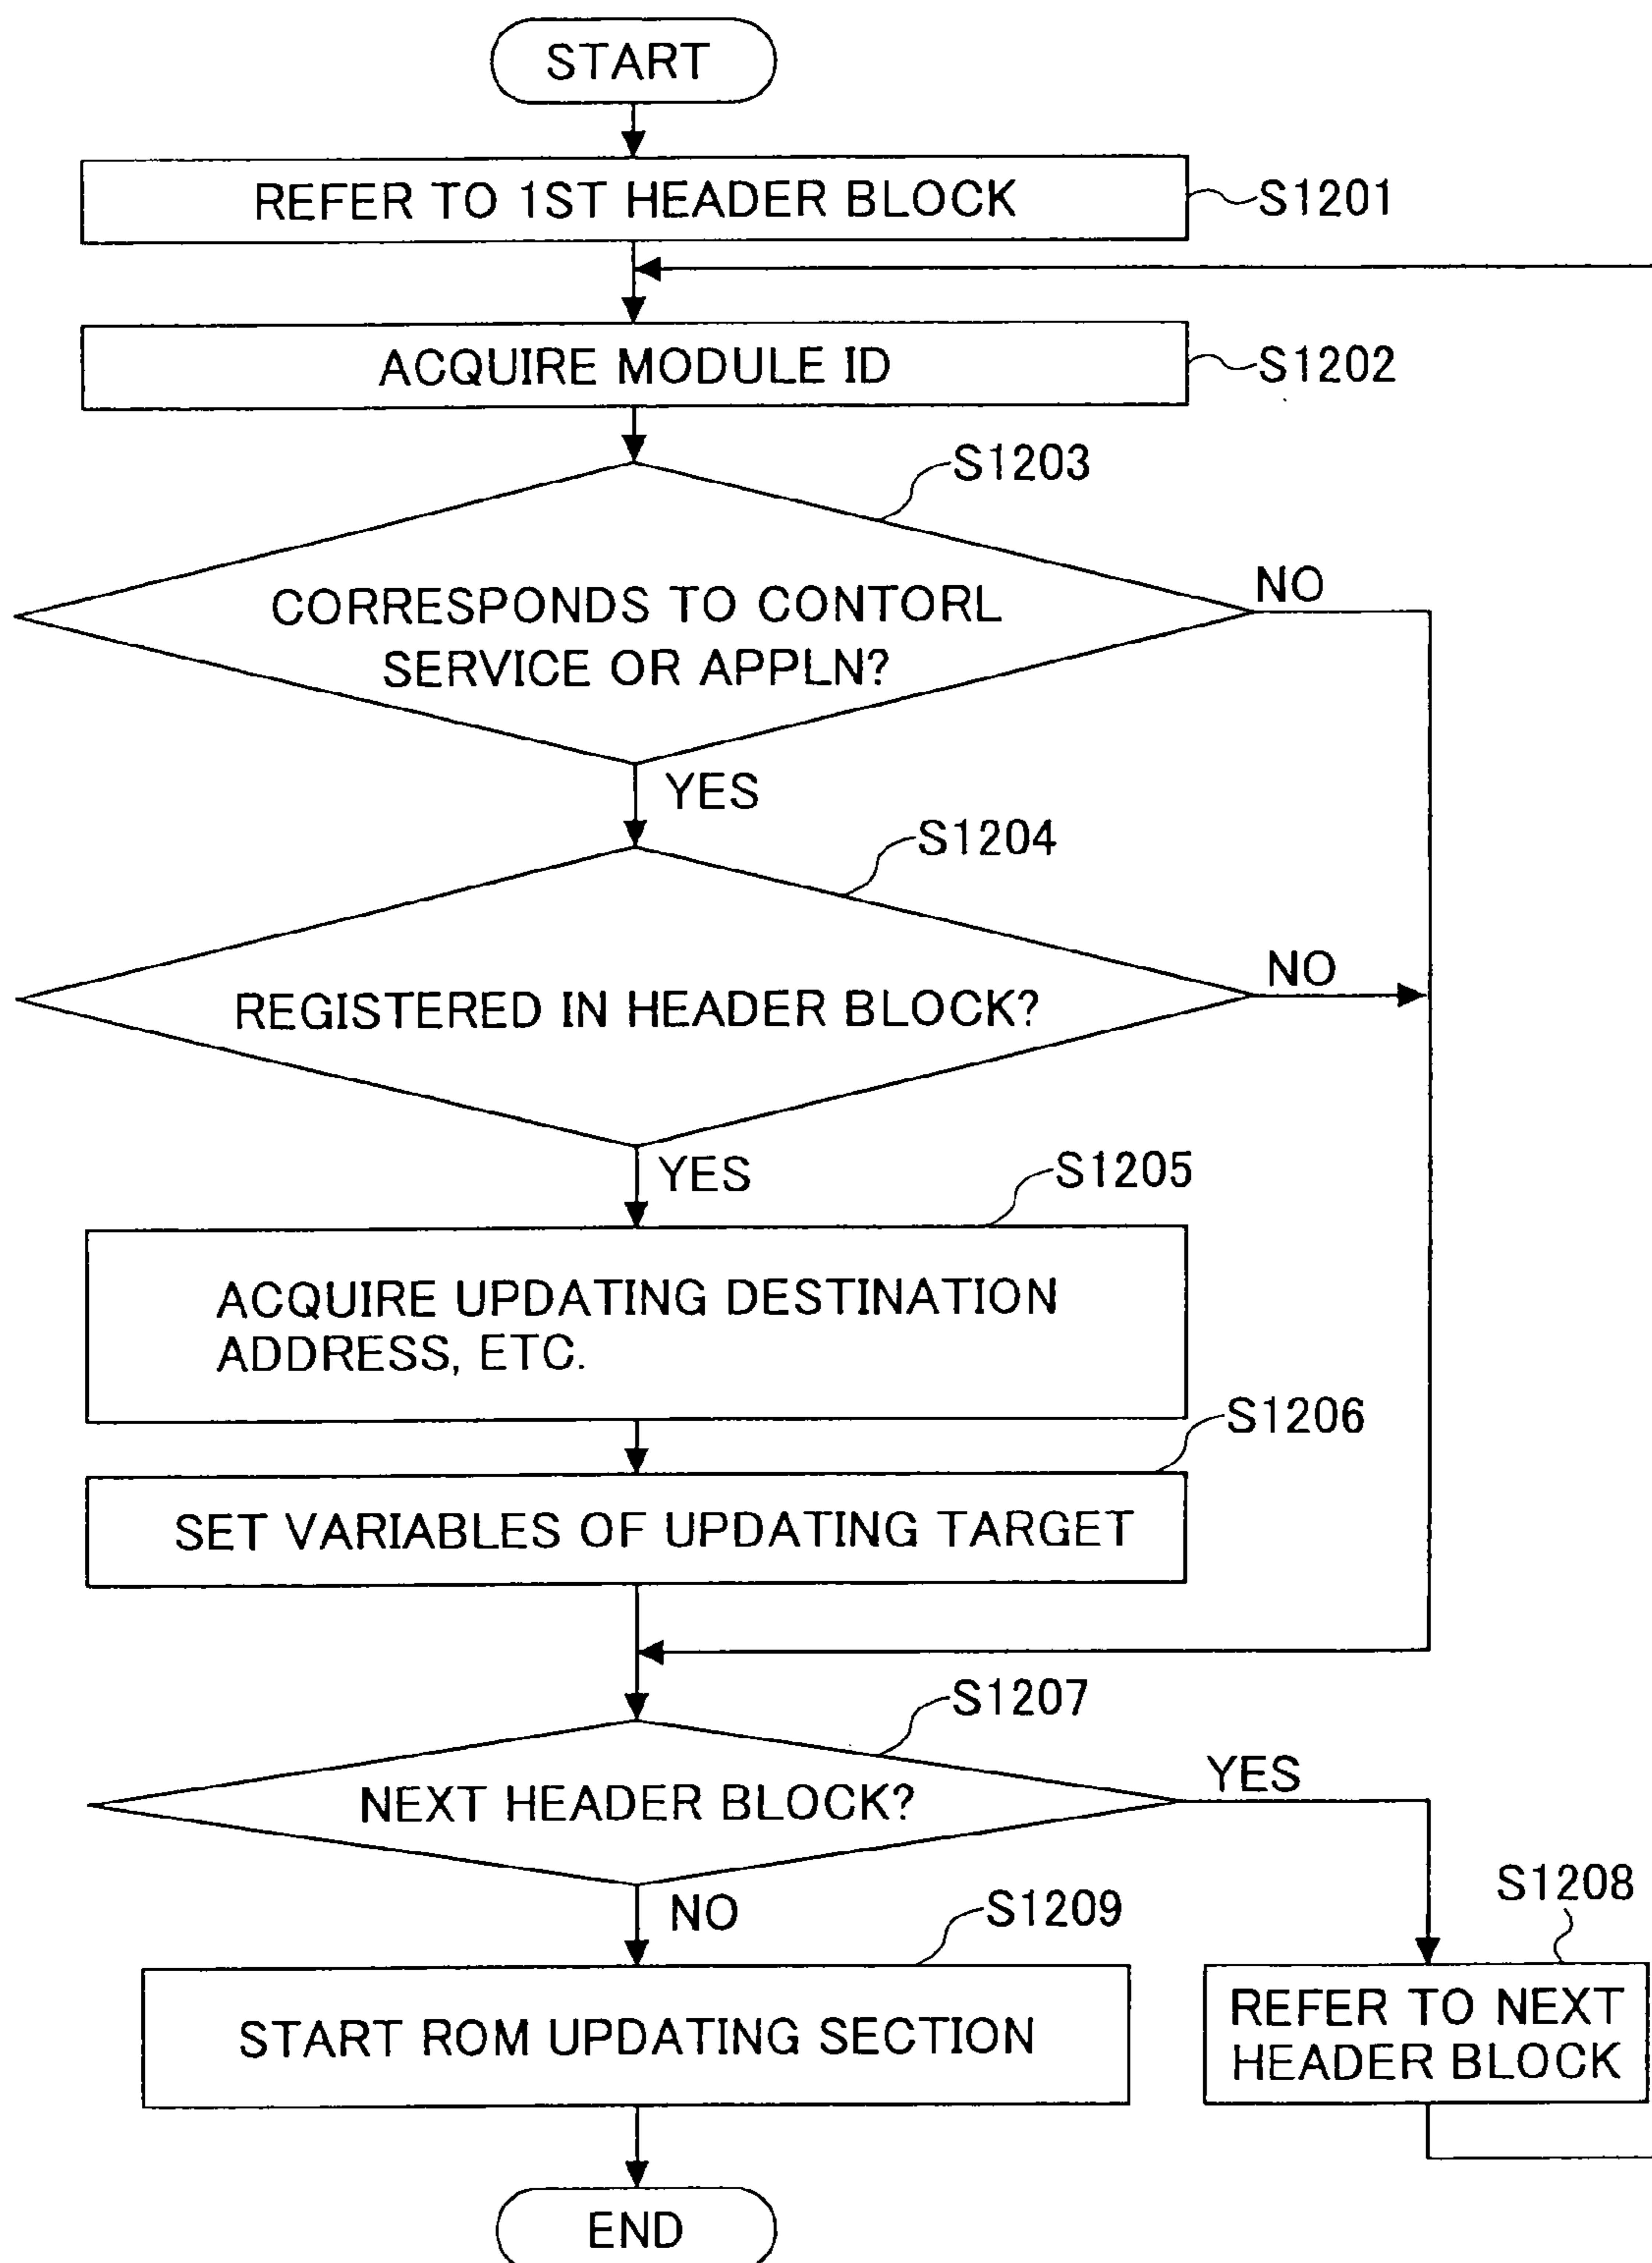 START
REFER TO 1ST HEADER BLOCK
S1201
ACQUIRE MODULE ID
S1202
S1203
CORRESPONDS TO CONTORL
SERVICE OR APPLN?
NO
YES
S1204
REGISTERED IN HEADER BLOCK?
NO
YES
S1205
ACQUIRE UPDATING DESTINATION
ADDRESS, ETC.
S1206
SET VARIABLES OF UPDATING TARGET
S1207
NEXT HEADER BLOCK?
YES
NO
S1208
REFER TO NEXT
HEADER BLOCK
S1209
START ROM UPDATING SECTION
END